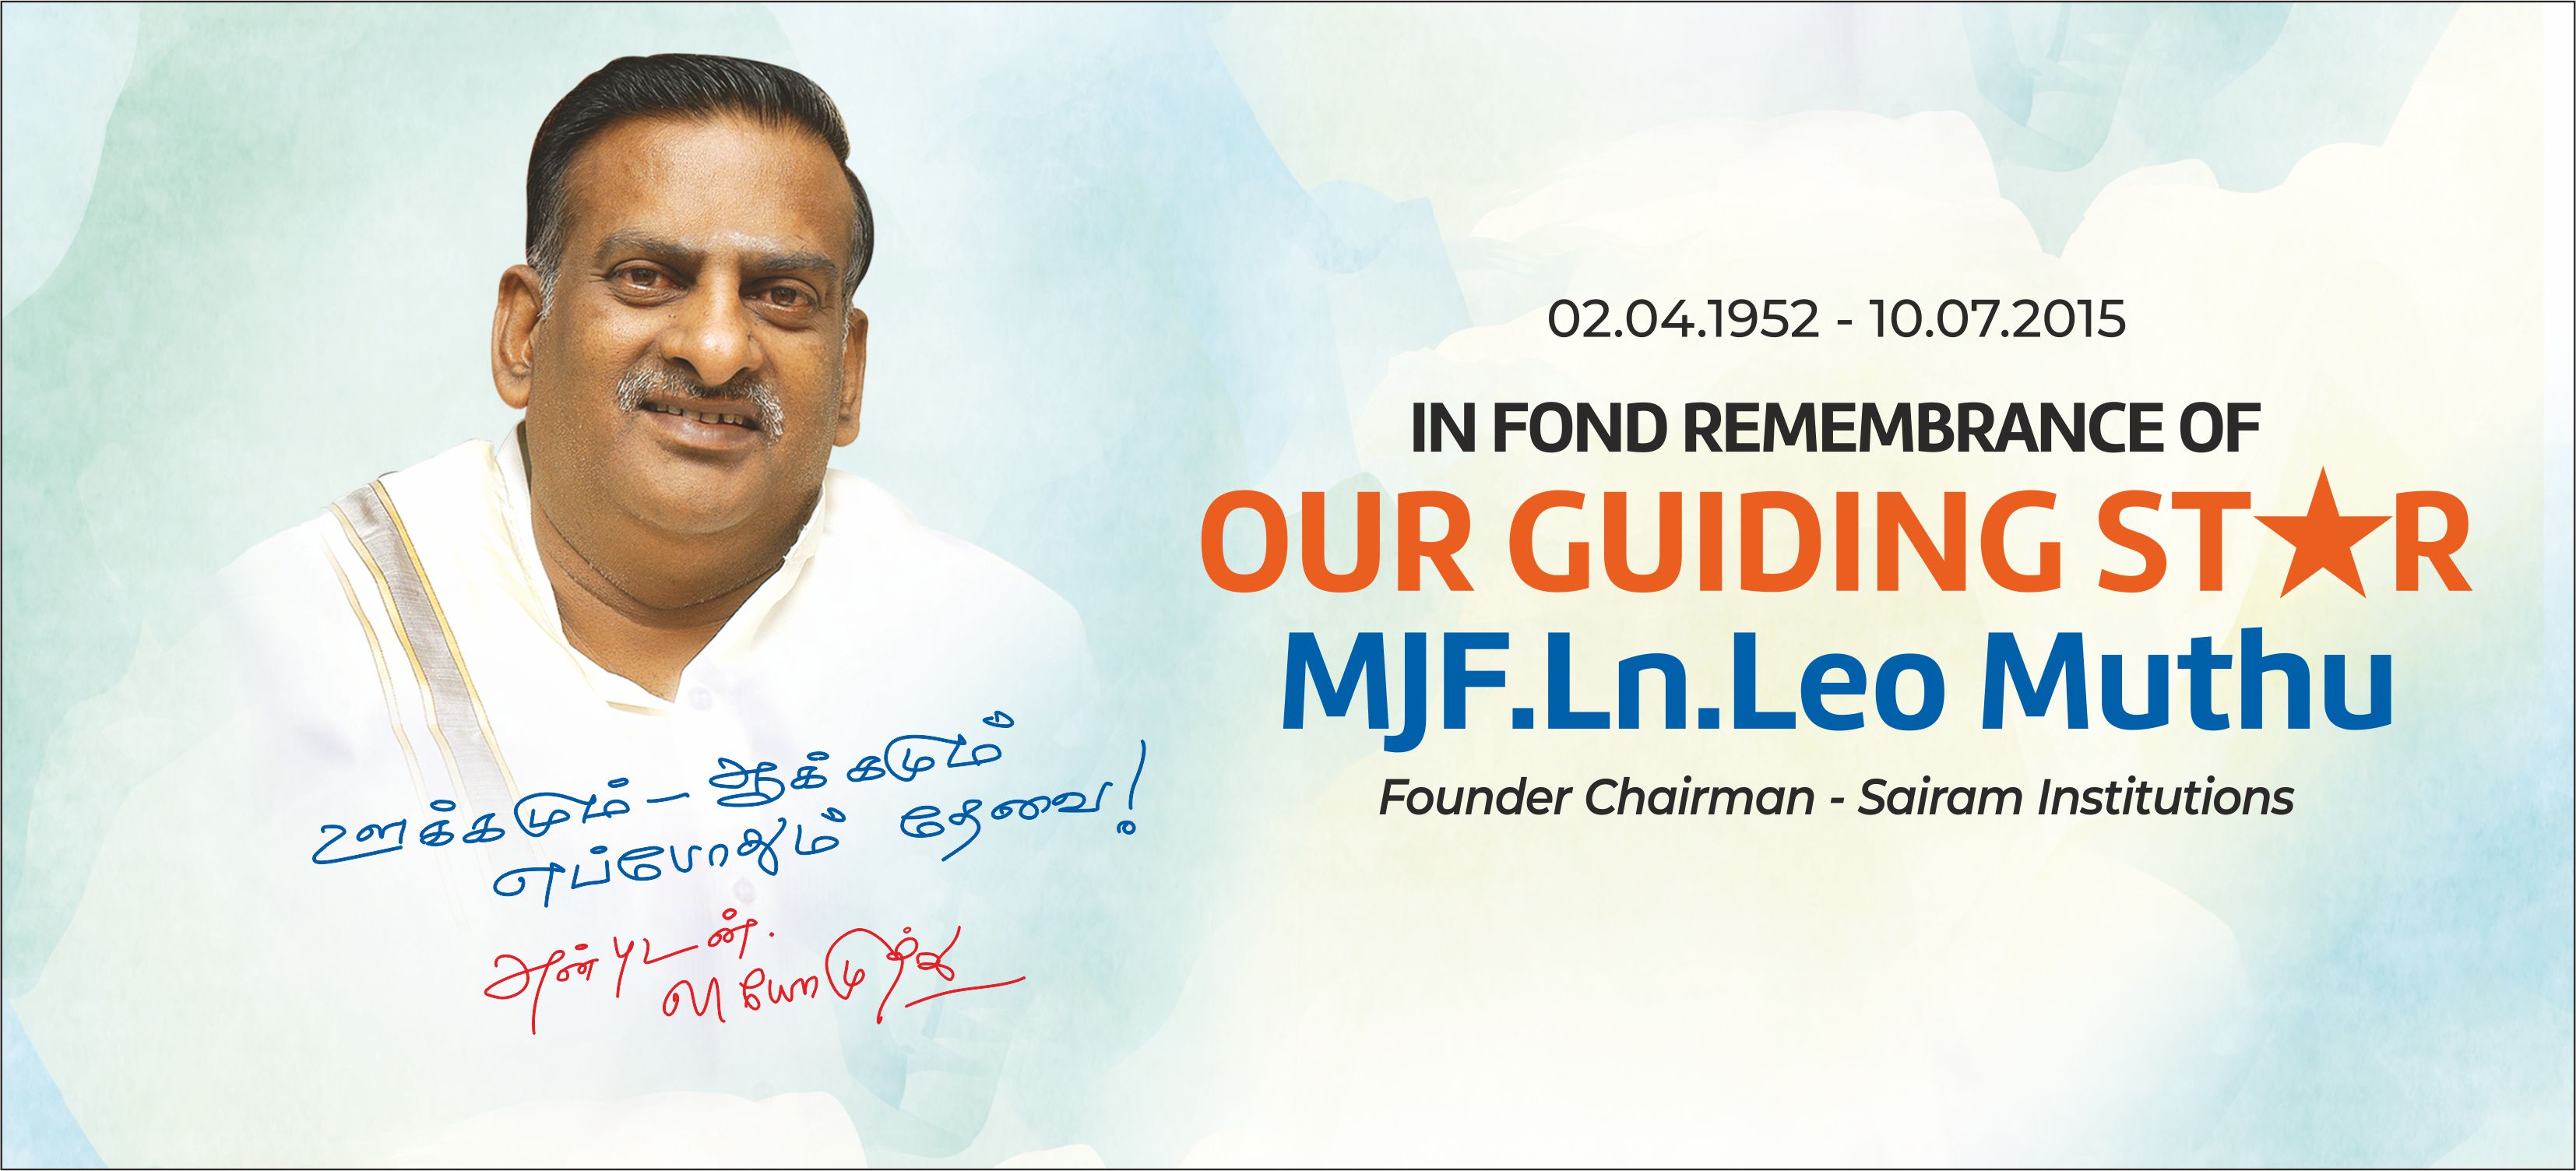 02.04.1952 - 10.07.2015
IN FOND REMEMBRANCE OF
OUR GUIDING ST★R
MJF.Ln.Leo Muthu
Founder Chairman - Sairam Institutions
ஊக்கமும் – ஆக்கமும்
எப்போதும் தேவை!
அன்புடன்.
லியோமுத்து